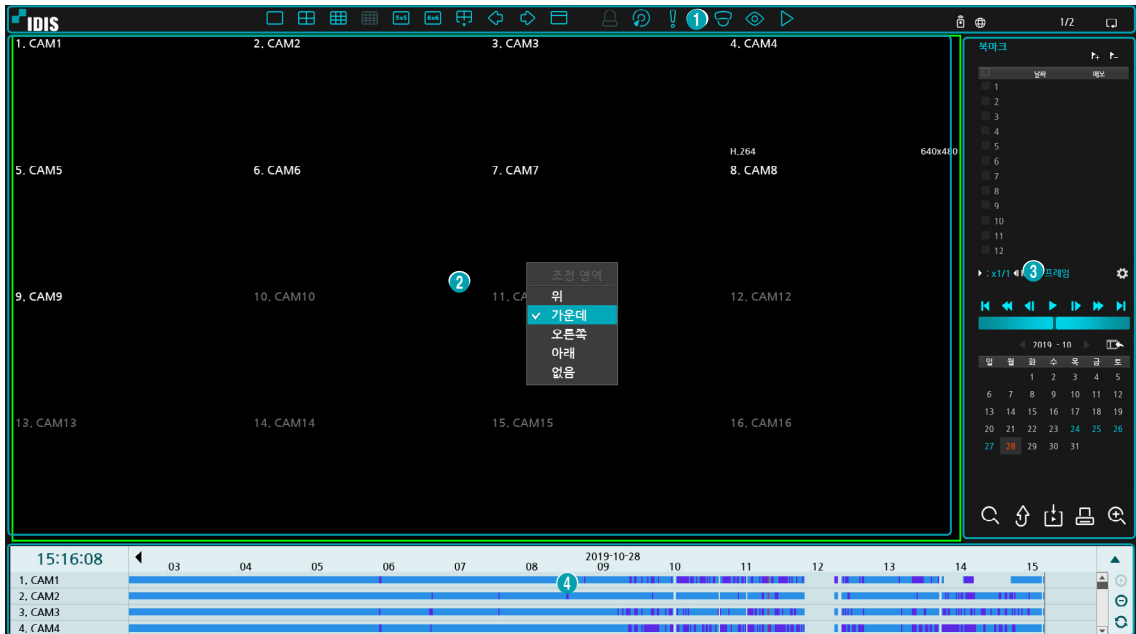 IDIS
5x5 6x6 1 1/2
1. CAM1 2. CAM2 3. CAM3 4. CAM4
H.264 640x480
5. CAM5 6. CAM6 7. CAM7 8. CAM8
2
9. CAM9 10. CAM10 11. CA 12. CAM12
조정 영역
위
가운데
오른쪽
아래
없음
13. CAM13 14. CAM14 15. CAM15 16. CAM16
북마크
날짜 메모
1
2
3
4
5
6
7
8
9
10
11
12
: x1/1 3 프레임
2019 - 10
일 월 화 수 목 금 토
1 2 3 4 5
6 7 8 9 10 11 12
13 14 15 16 17 18 19
20 21 22 23 24 25 26
27 28 29 30 31
15:16:08 2019-10-28
03 04 05 06 07 08 09 10 11 12 13 14 15
1. CAM1 4
2. CAM2
3. CAM3
4. CAM4